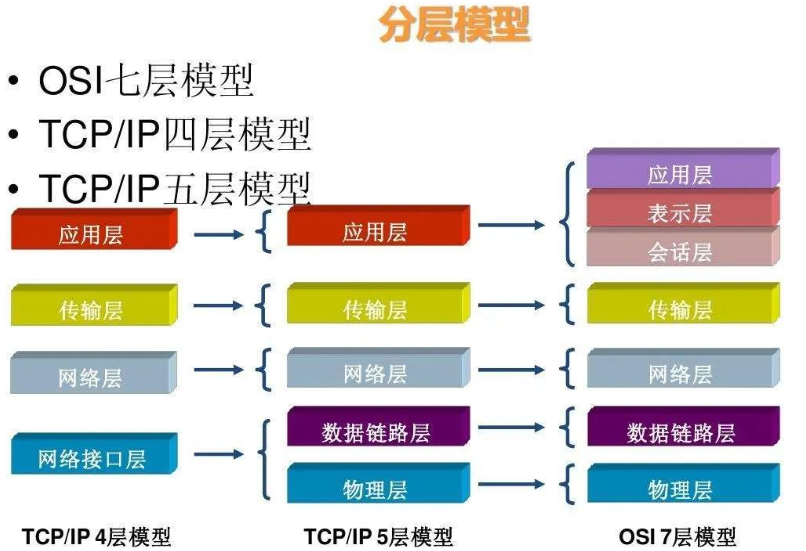 分层模型
• OSI七层模型
• TCP/IP四层模型
• TCP/IP五层模型
应用层
传输层
网络层
网络接口层
TCP/IP 4层模型
应用层
传输层
网络层
数据链路层
物理层
TCP/IP 5层模型
应用层
表示层
会话层
传输层
网络层
数据链路层
物理层
OSI 7层模型